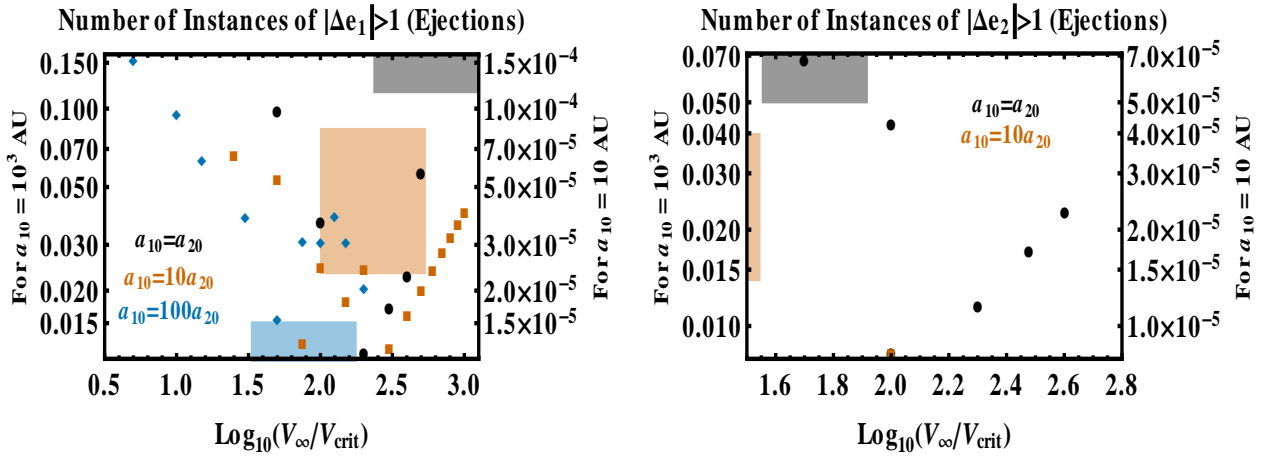 Number of Instances of |Δe₁|>1 (Ejections)
For a₁₀ = 10³ AU
0.150
0.100
0.070
0.050
0.030
0.020
0.015
1.5×10⁻⁴
1.0×10⁻⁴
7.0×10⁻⁵
5.0×10⁻⁵
3.0×10⁻⁵
2.0×10⁻⁵
1.5×10⁻⁵
For a₁₀ = 10 AU
a₁₀=a₂₀
a₁₀=10a₂₀
a₁₀=100a₂₀
0.5 1.0 1.5 2.0 2.5 3.0
Log₁₀(V∞/Vcrit)
Number of Instances of |Δe₂|>1 (Ejections)
For a₁₀ = 10³ AU
0.070
0.050
0.040
0.030
0.020
0.015
0.010
7.0×10⁻⁵
5.0×10⁻⁵
4.0×10⁻⁵
3.0×10⁻⁵
2.0×10⁻⁵
1.5×10⁻⁵
1.0×10⁻⁵
For a₁₀ = 10 AU
a₁₀=a₂₀
a₁₀=10a₂₀
1.6 1.8 2.0 2.2 2.4 2.6 2.8
Log₁₀(V∞/Vcrit)